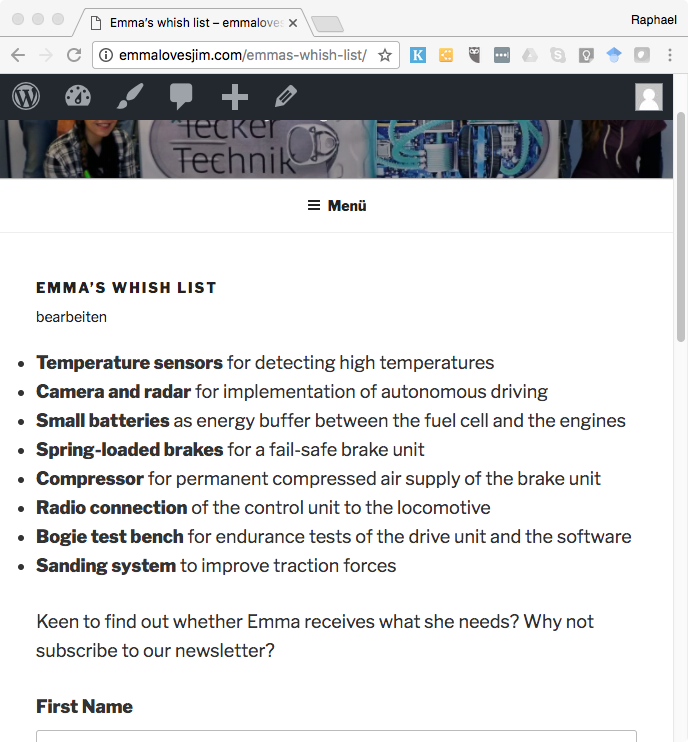 Emma's whish list – emmaloves
Raphael
emmalovesjim.com/emmas-whish-list/
Tecker
Technik
Menü
EMMA'S WHISH LIST
bearbeiten
Temperature sensors for detecting high temperatures
Camera and radar for implementation of autonomous driving
Small batteries as energy buffer between the fuel cell and the engines
Spring-loaded brakes for a fail-safe brake unit
Compressor for permanent compressed air supply of the brake unit
Radio connection of the control unit to the locomotive
Bogie test bench for endurance tests of the drive unit and the software
Sanding system to improve traction forces
Keen to find out whether Emma receives what she needs? Why not
subscribe to our newsletter?
First Name